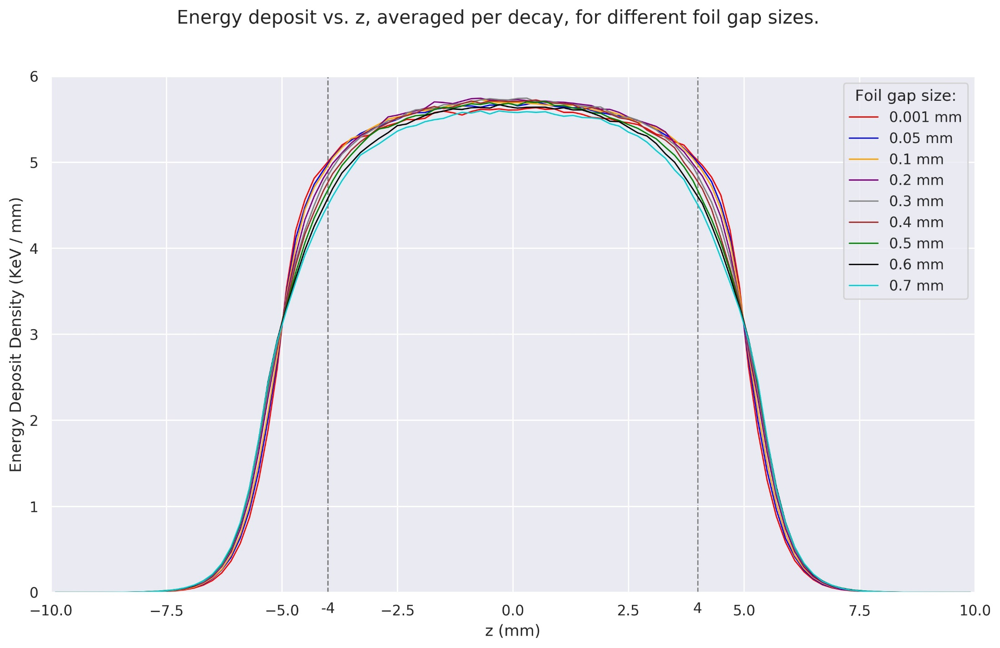 Energy deposit vs. z, averaged per decay, for different foil gap sizes.
6
5
4
3
2
1
0
Energy Deposit Density (KeV / mm)
Foil gap size:
0.001 mm
0.05 mm
0.1 mm
0.2 mm
0.3 mm
0.4 mm
0.5 mm
0.6 mm
0.7 mm
−10.0 −7.5 −5.0 -4 −2.5 0.0 2.5 4 5.0 7.5 10.0
z (mm)